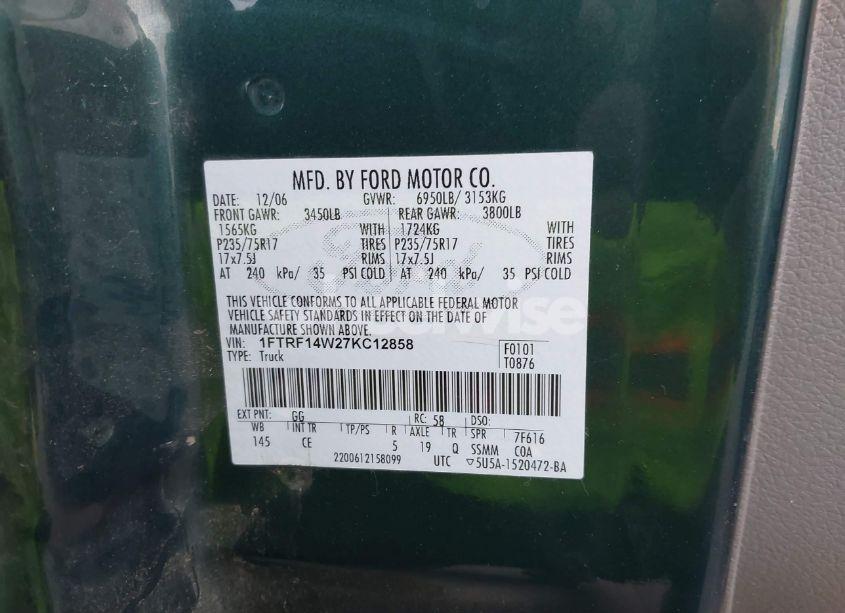 MFD. BY FORD MOTOR CO.
DATE: 12/06 GVWR: 6950LB/ 3153KG
FRONT GAWR: 3450LB REAR GAWR: 3800LB
1565KG WITH 1724KG WITH
P235/75R17 TIRES P235/75R17 TIRES
17x7.5J RIMS 17x7.5J RIMS
AT 240 kPa/ 35 PSI COLD AT 240 kPa/ 35 PSI COLD
THIS VEHICLE CONFORMS TO ALL APPLICABLE FEDERAL MOTOR
VEHICLE SAFETY STANDARDS IN EFFECT ON THE DATE OF
MANUFACTURE SHOWN ABOVE.
VIN: 1FTRF14W27KC12858 F0101
TYPE: Truck T0876
EXT PNT: GG RC: 58 DSO:
WB INT TR TP/PS R AXLE TR SPR 7F616
145 CE 5 19 Q SSMM COA
2200612158099 UTC ▽5U5A-1520472-BA